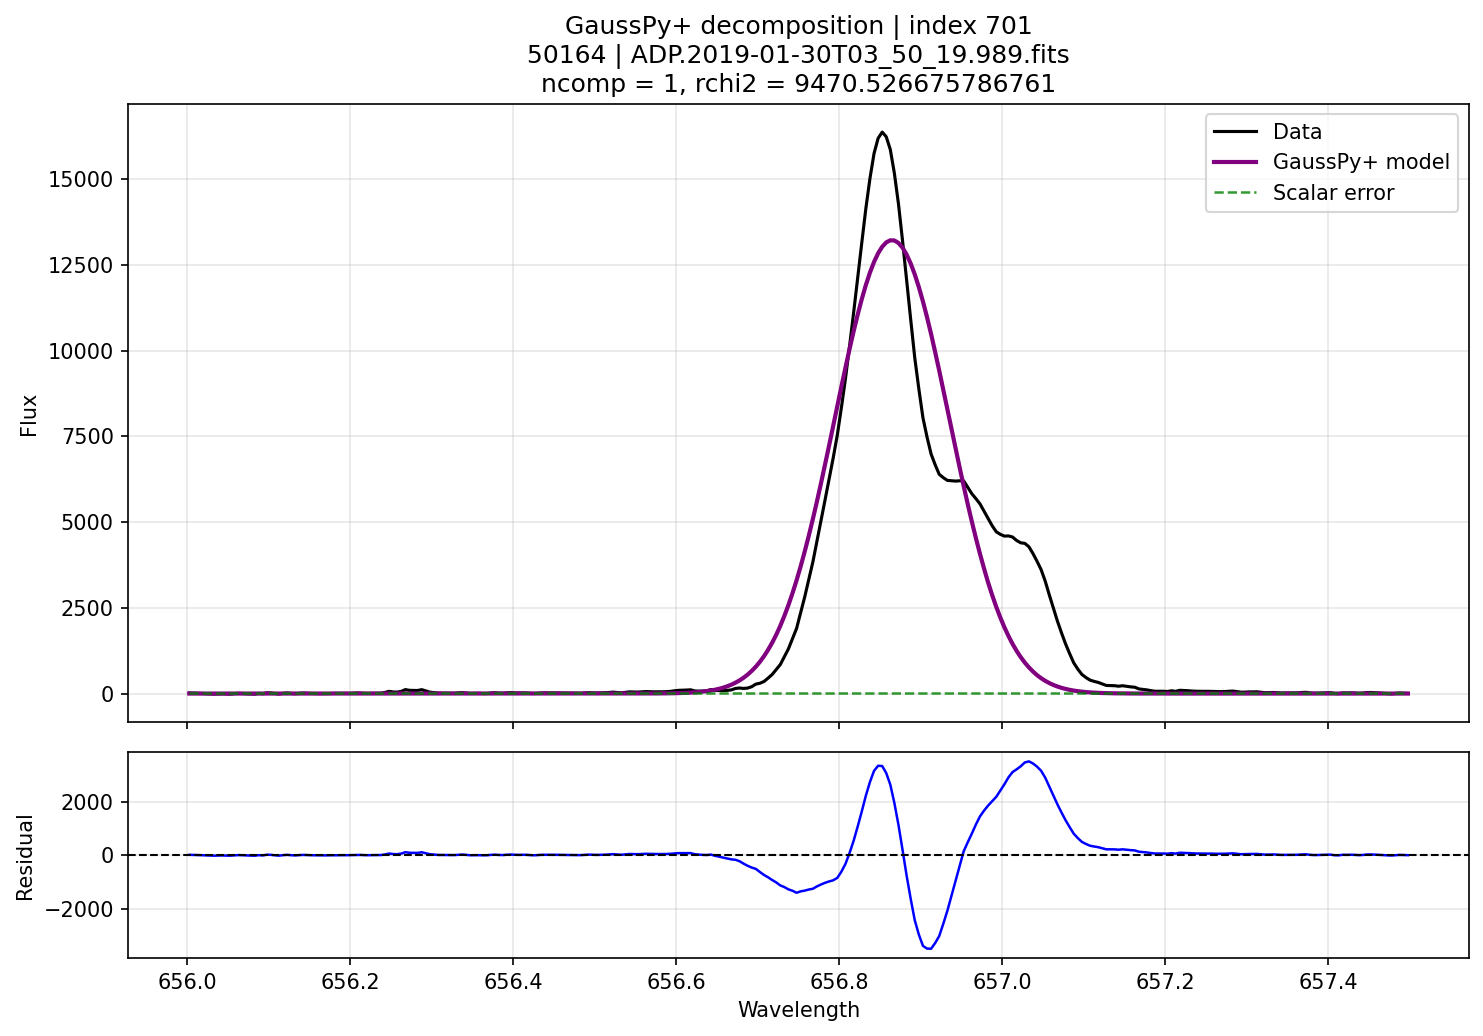 GaussPy+ decomposition | index 701
50164 | ADP.2019-01-30T03_50_19.989.fits
ncomp = 1, rchi2 = 9470.526675786761
Data
GaussPy+ model
Scalar error
15000
12500
10000
7500
5000
2500
0
Flux
2000
0
−2000
Residual
656.0 656.2 656.4 656.6 656.8 657.0 657.2 657.4
Wavelength